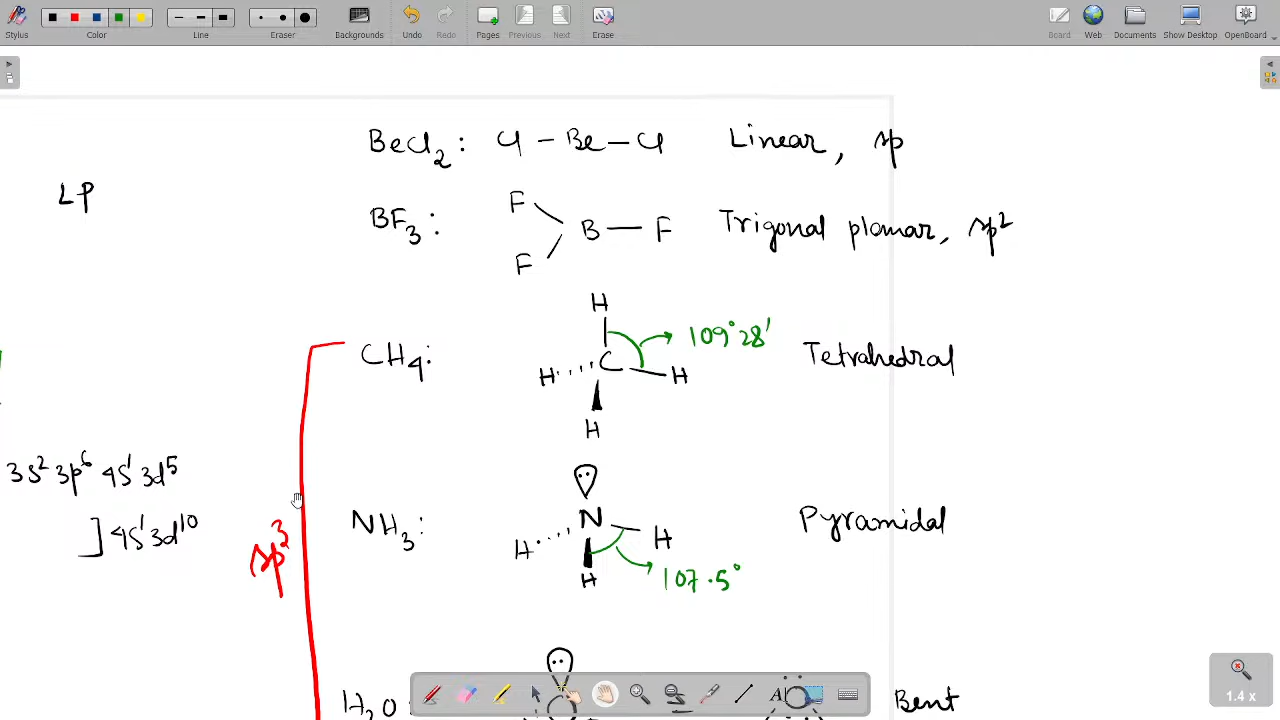 Stylus Color Line Eraser Backgrounds Undo Redo Pages Previous Next Erase Board Web Documents Show Desktop OpenBoard
BeCl2: Cl - Be - Cl Linear, sp
LP
BF3: F F B F Trigonal planar, sp2
CH4: H H C H H 109°28' Tetrahedral
3s2 3p6 4s1 3d5
] 4s1 3d10
sp3
NH3: N H H H 107.5° Pyramidal
H2O: Bent
1.4 x